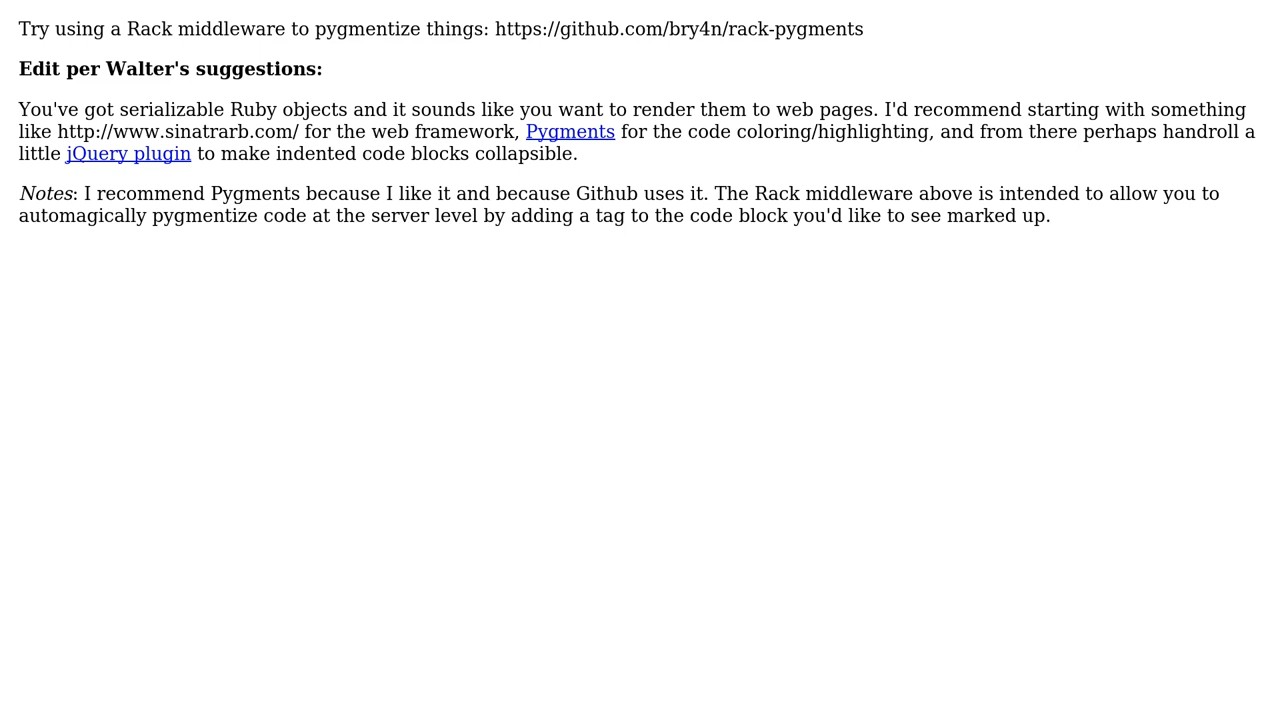 Try using a Rack middleware to pygmentize things: https://github.com/bry4n/rack-pygments
Edit per Walter's suggestions:
You've got serializable Ruby objects and it sounds like you want to render them to web pages. I'd recommend starting with something
like http://www.sinatrarb.com/ for the web framework, Pygments for the code coloring/highlighting, and from there perhaps handroll a
little jQuery plugin to make indented code blocks collapsible.
Notes: I recommend Pygments because I like it and because Github uses it. The Rack middleware above is intended to allow you to
automagically pygmentize code at the server level by adding a tag to the code block you'd like to see marked up.